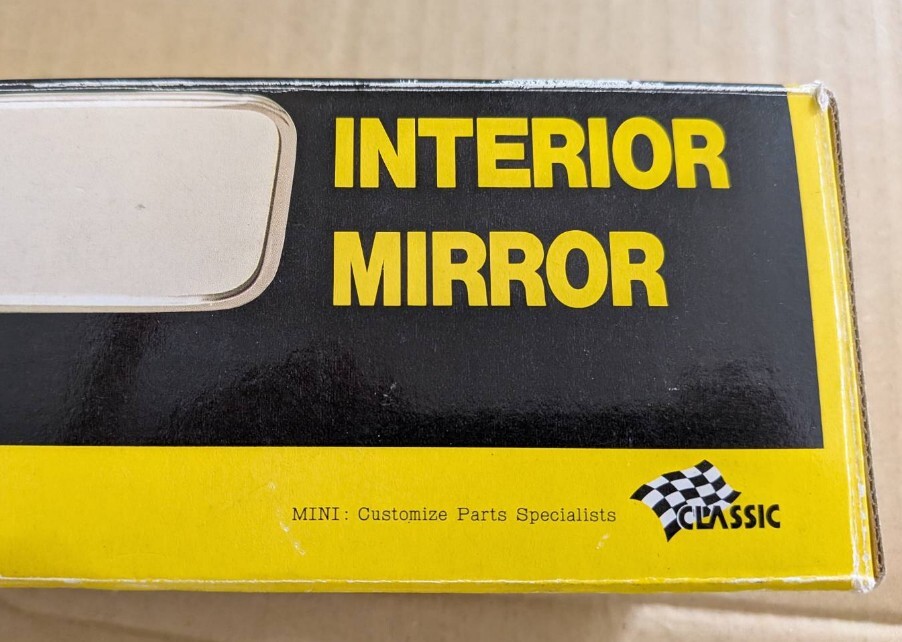 INTERIOR
MIRROR
MINI: Customize Parts Specialists
CLASSIC